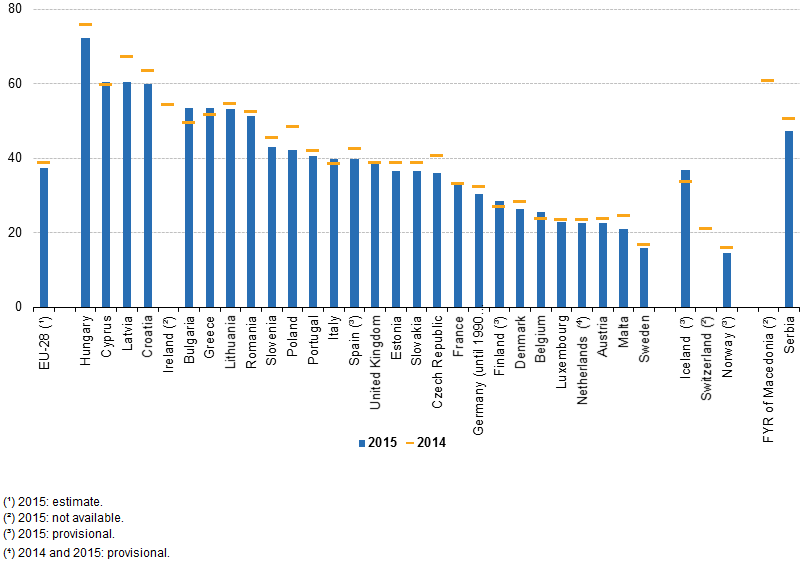 80
60
40
20
0
EU-28 (¹)
Hungary
Cyprus
Latvia
Croatia
Ireland (²)
Bulgaria
Greece
Lithuania
Romania
Slovenia
Poland
Portugal
Italy
Spain (³)
United Kingdom
Estonia
Slovakia
Czech Republic
France
Germany (until 1990…
Finland (³)
Denmark
Belgium
Luxembourg
Netherlands (⁴)
Austria
Malta
Sweden
Iceland (³)
Switzerland (²)
Norway (³)
FYR of Macedonia (²)
Serbia
2015 2014
(¹) 2015: estimate.
(²) 2015: not available.
(³) 2015: provisional.
(⁴) 2014 and 2015: provisional.